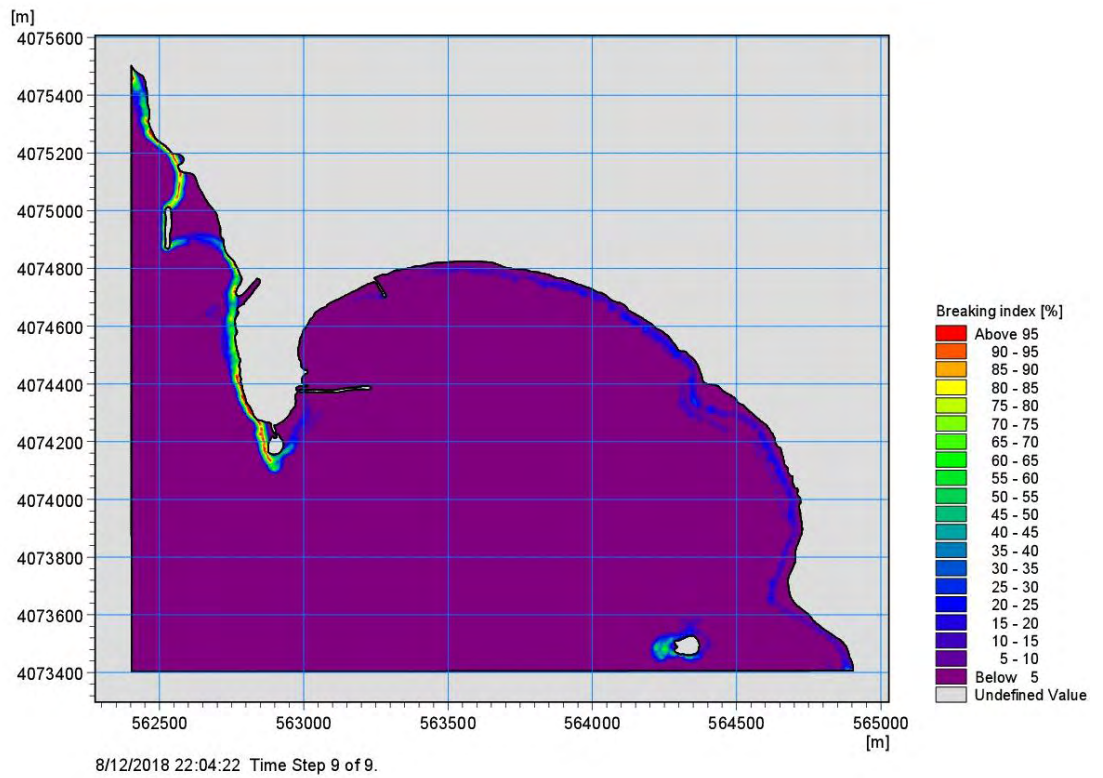 [m]
4075600
4075400
4075200
4075000
4074800
4074600
4074400
4074200
4074000
4073800
4073600
4073400
562500 563000 563500 564000 564500 565000
[m]
8/12/2018 22:04:22 Time Step 9 of 9.
Breaking index [%]
Above 95
90 - 95
85 - 90
80 - 85
75 - 80
70 - 75
65 - 70
60 - 65
55 - 60
50 - 55
45 - 50
40 - 45
35 - 40
30 - 35
25 - 30
20 - 25
15 - 20
10 - 15
5 - 10
Below 5
Undefined Value